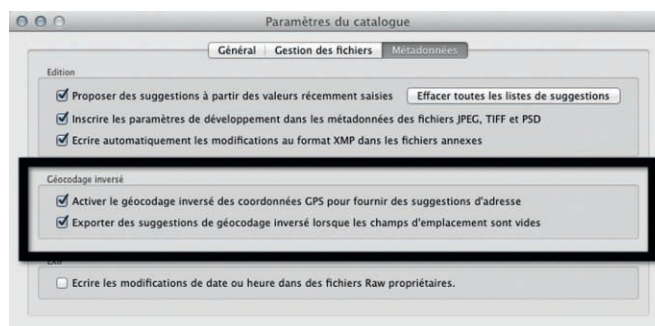 Paramètres du catalogue
Général Gestion des fichiers Métadonnées
Edition
Proposer des suggestions à partir des valeurs récemment saisies Effacer toutes les listes de suggestions
Inscrire les paramètres de développement dans les métadonnées des fichiers JPEG, TIFF et PSD
Ecrire automatiquement les modifications au format XMP dans les fichiers annexes
Géocodage inversé
Activer le géocodage inversé des coordonnées GPS pour fournir des suggestions d'adresse
Exporter des suggestions de géocodage inversé lorsque les champs d'emplacement sont vides
Exif
Ecrire les modifications de date ou heure dans des fichiers Raw propriétaires.